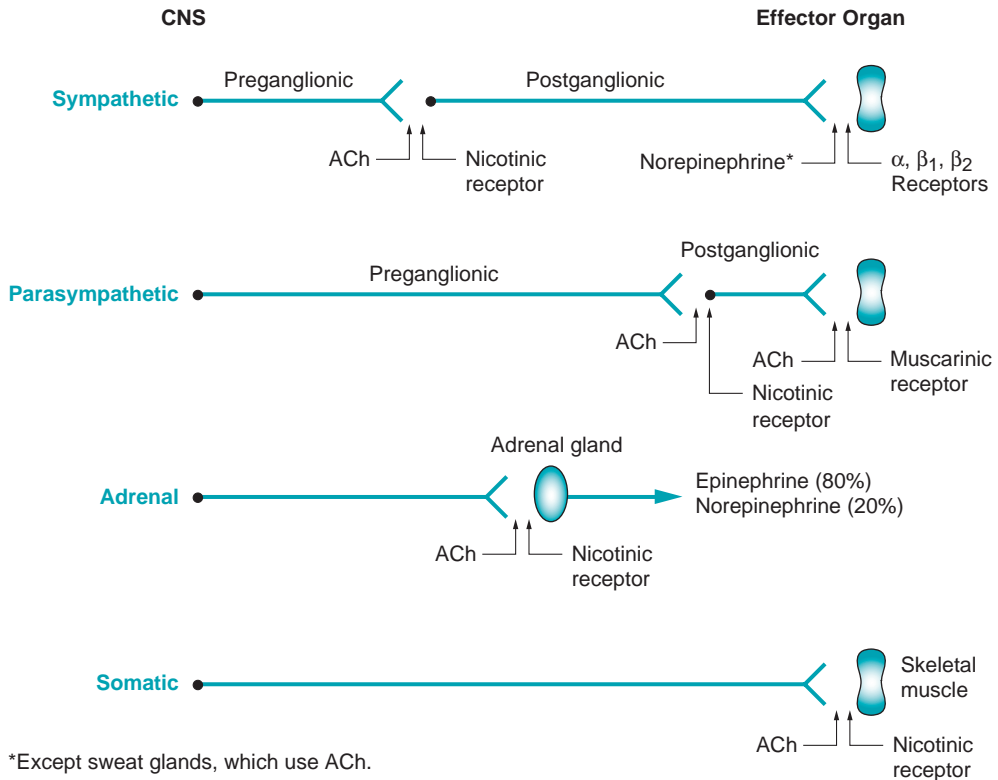 CNS
Effector Organ
Sympathetic
Preganglionic
Postganglionic
ACh
Nicotinic
receptor
Norepinephrine*
α, β1, β2
Receptors
Parasympathetic
Preganglionic
Postganglionic
ACh
Nicotinic
receptor
ACh
Muscarinic
receptor
Adrenal
Adrenal gland
Epinephrine (80%)
Norepinephrine (20%)
ACh
Nicotinic
receptor
Somatic
Skeletal
muscle
ACh
Nicotinic
receptor
*Except sweat glands, which use ACh.